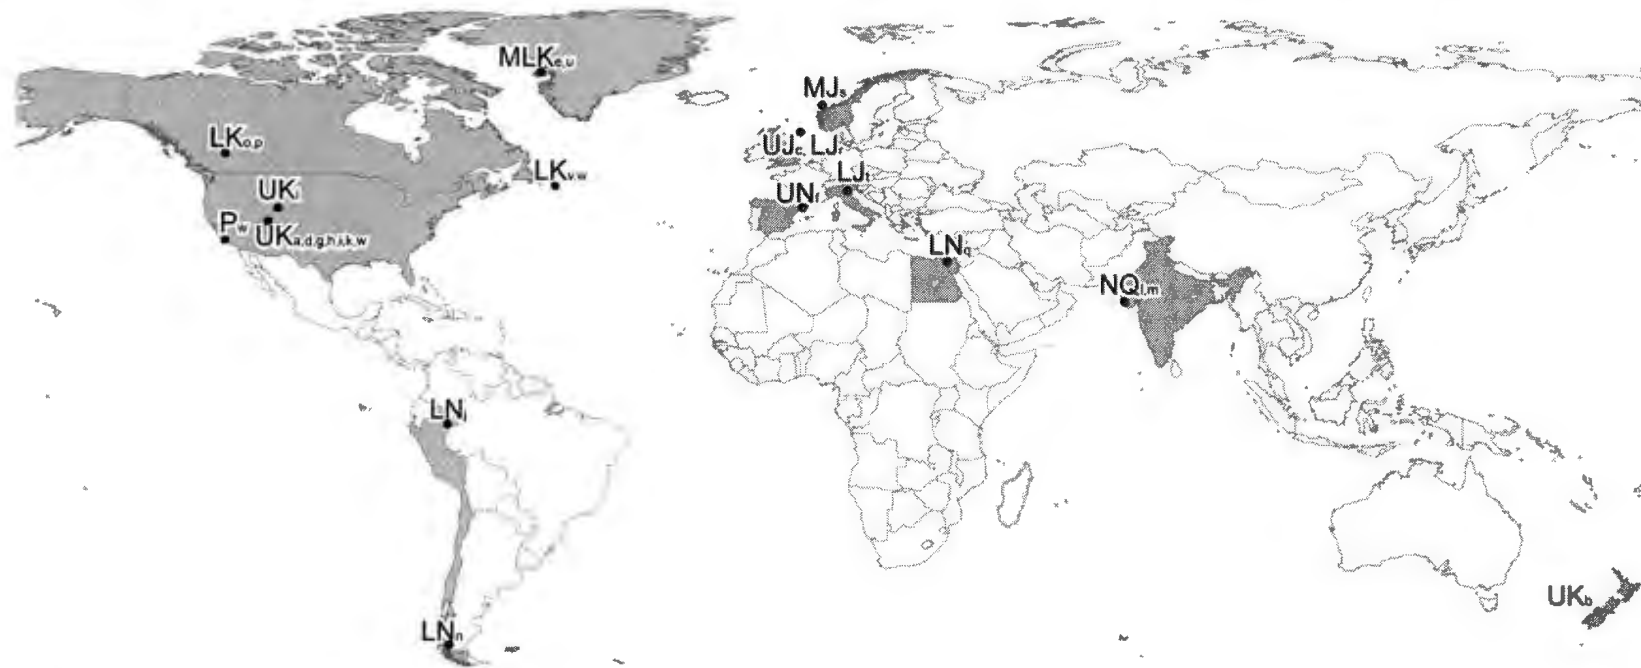 MLKe,u
MJs
LKo,p
UJc LJr
LKv,w
LJt
UKi
UNf
Pw
UKa,d,g,h,i,k,w
LNq
NQl,m
LNj
UKb
LNn